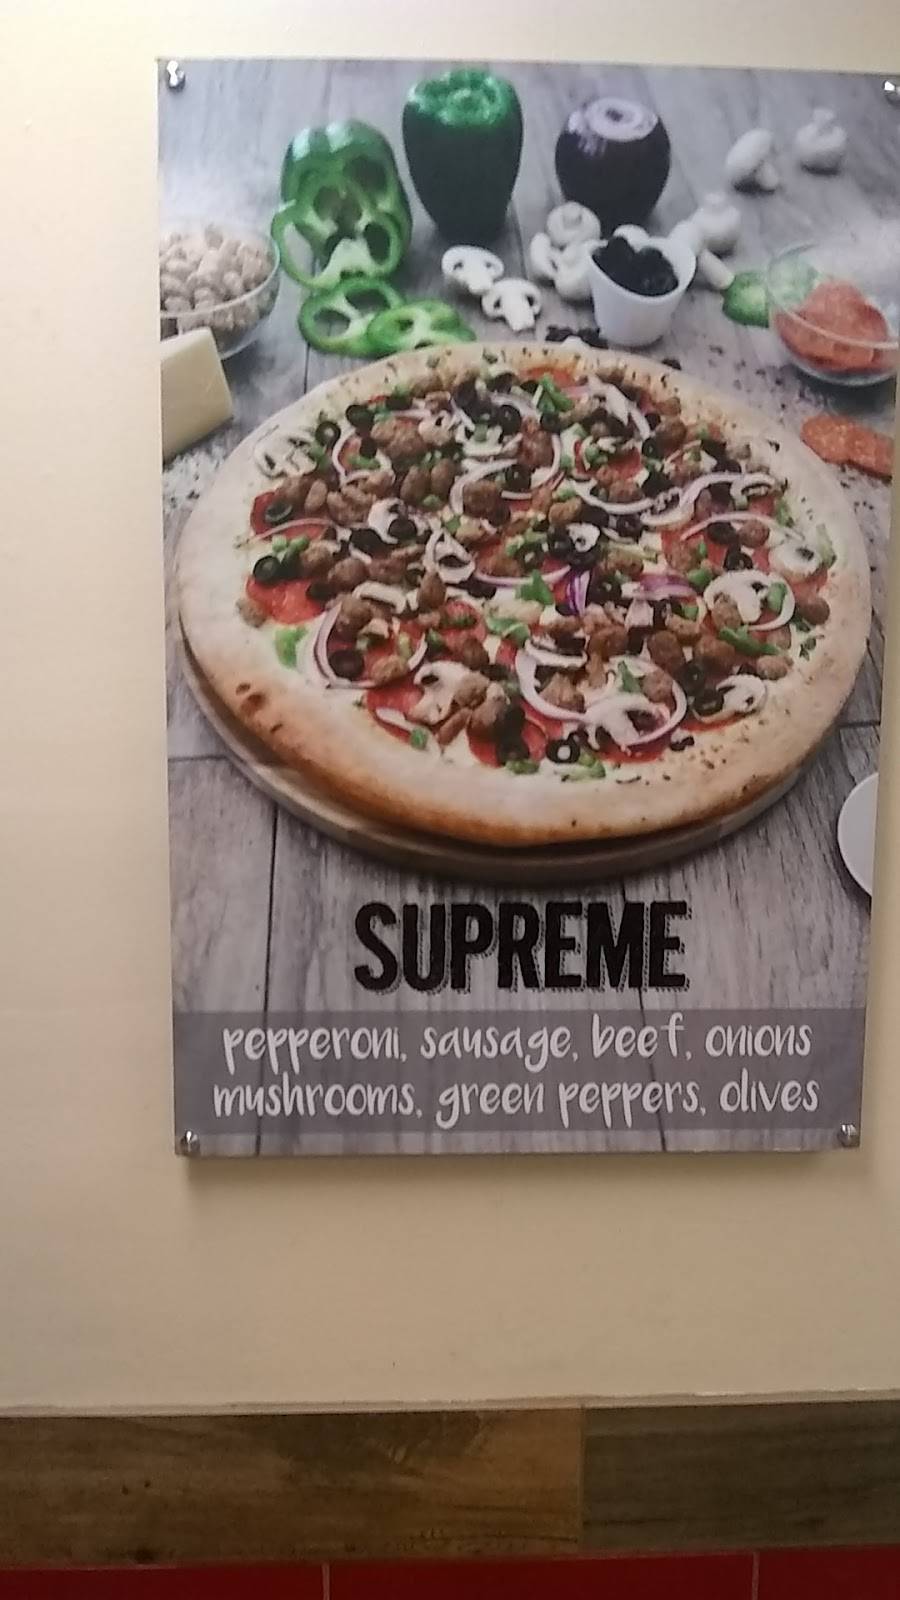 SUPREME
pepperoni, sausage, beef, onions
mushrooms, green peppers, olives